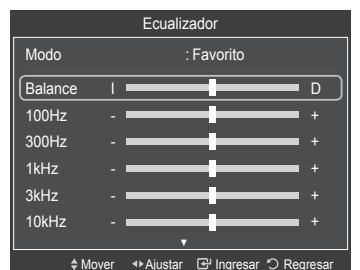 Ecualizador
Modo : Favorito
Balance I D
100Hz - +
300Hz - +
1kHz - +
3kHz - +
10kHz - +
▼
Mover Ajustar Ingresar Regresar